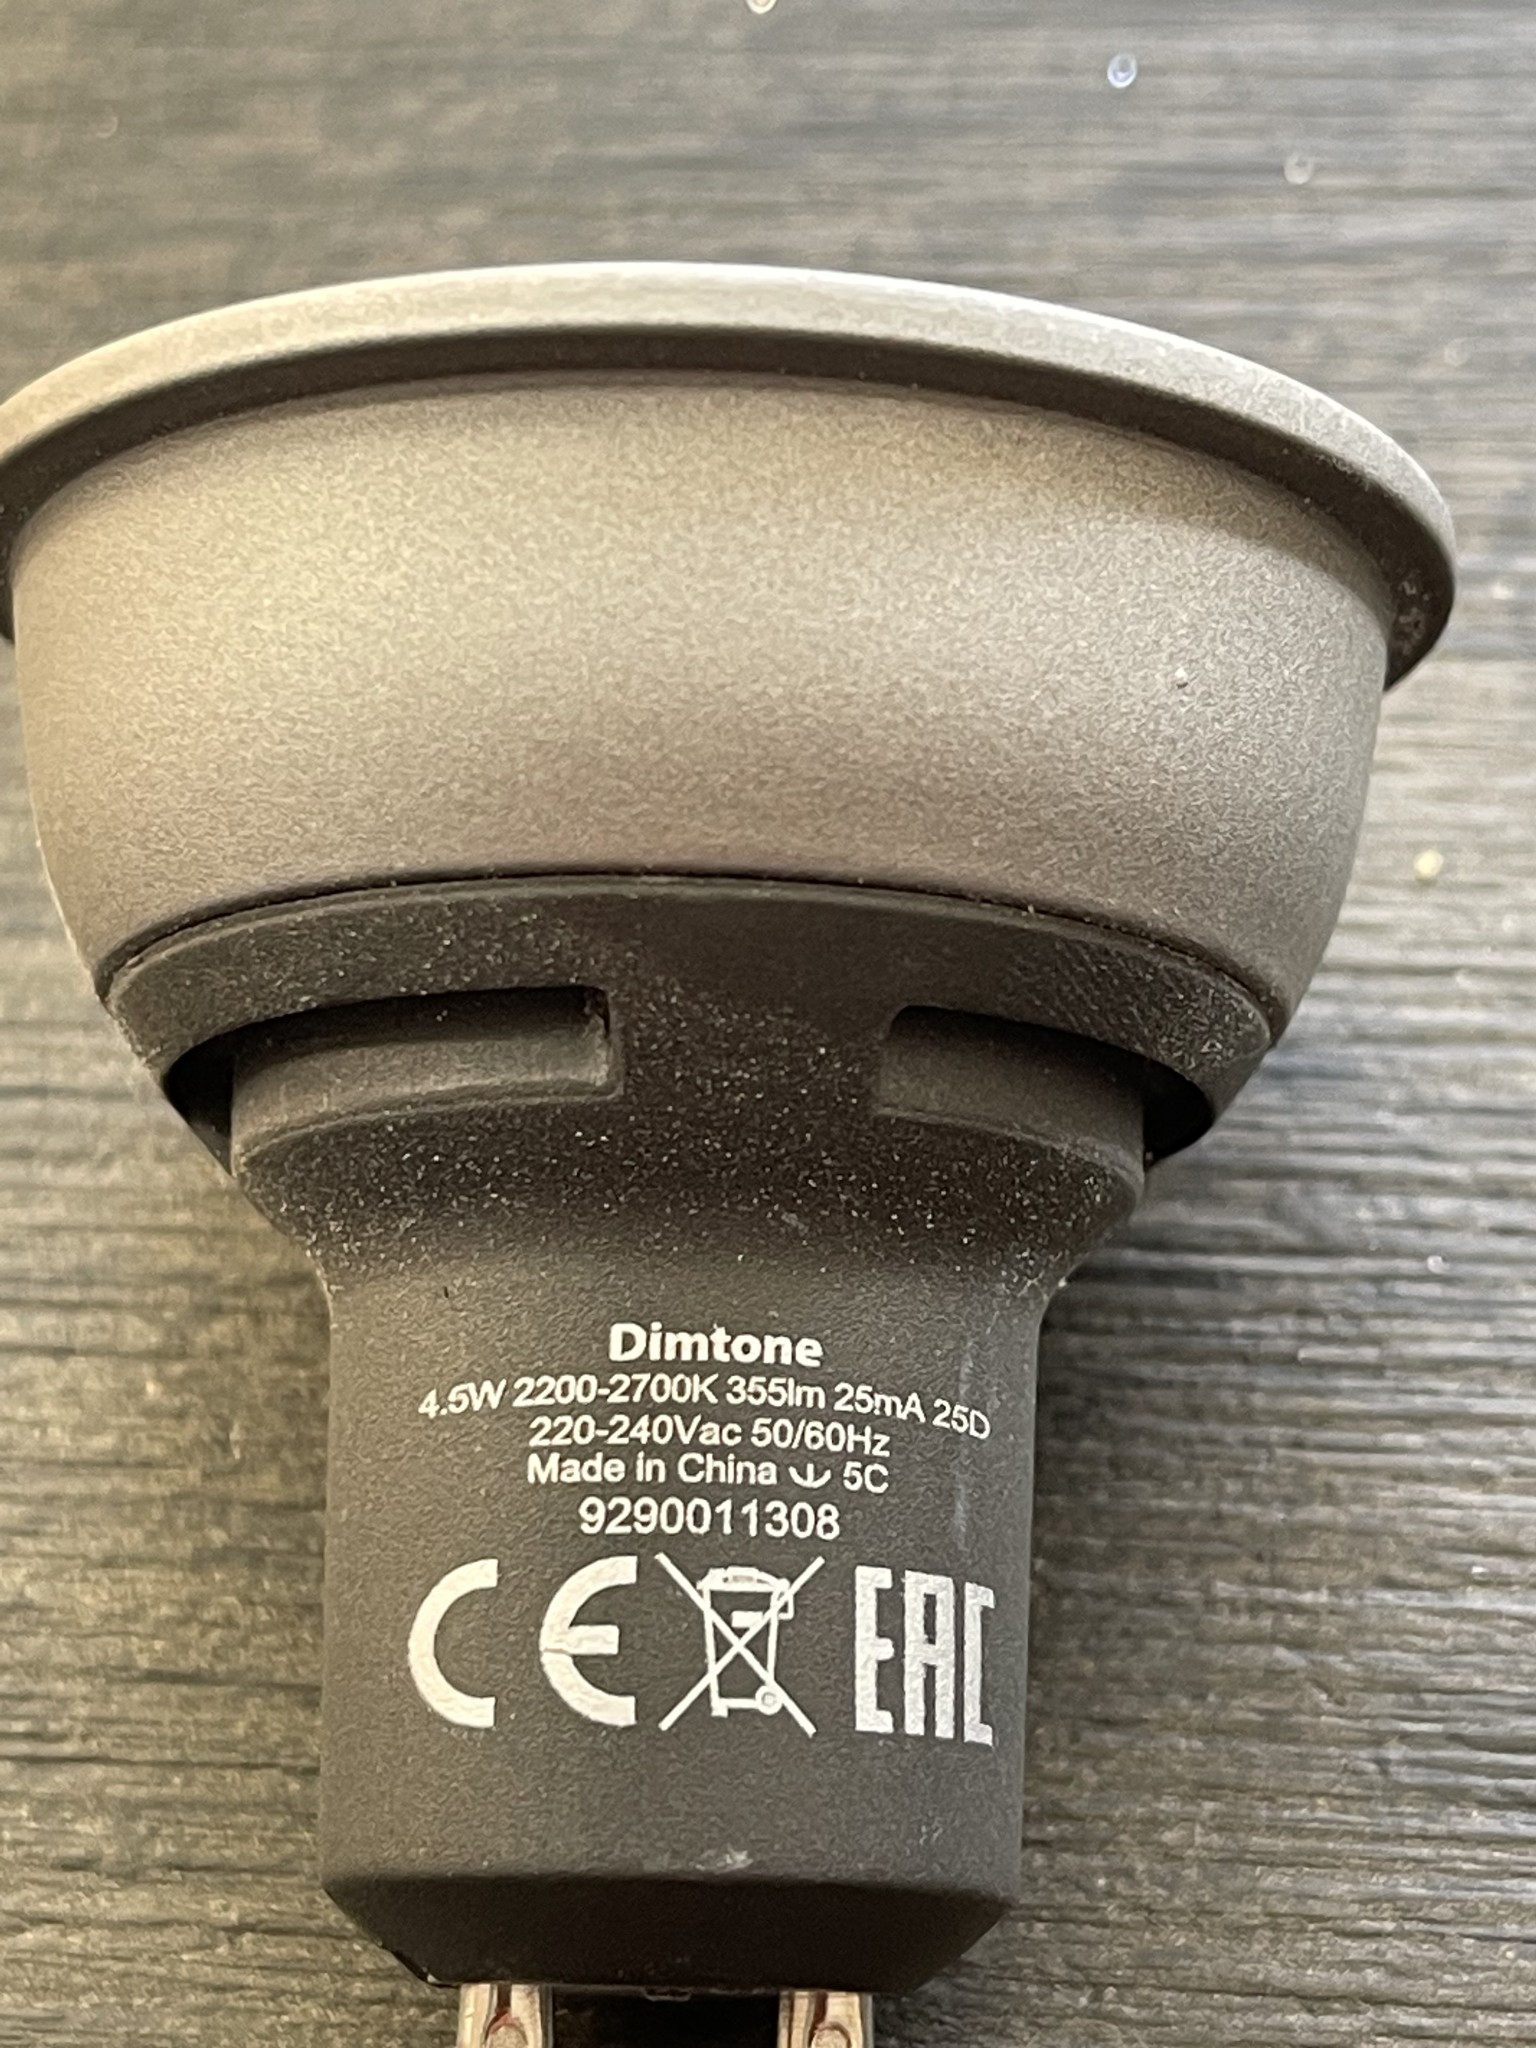 Dimtone
4.5W 2200-2700K 355lm 25mA 25D
220-240Vac 50/60Hz
Made in China 5C
9290011308
CE EAC